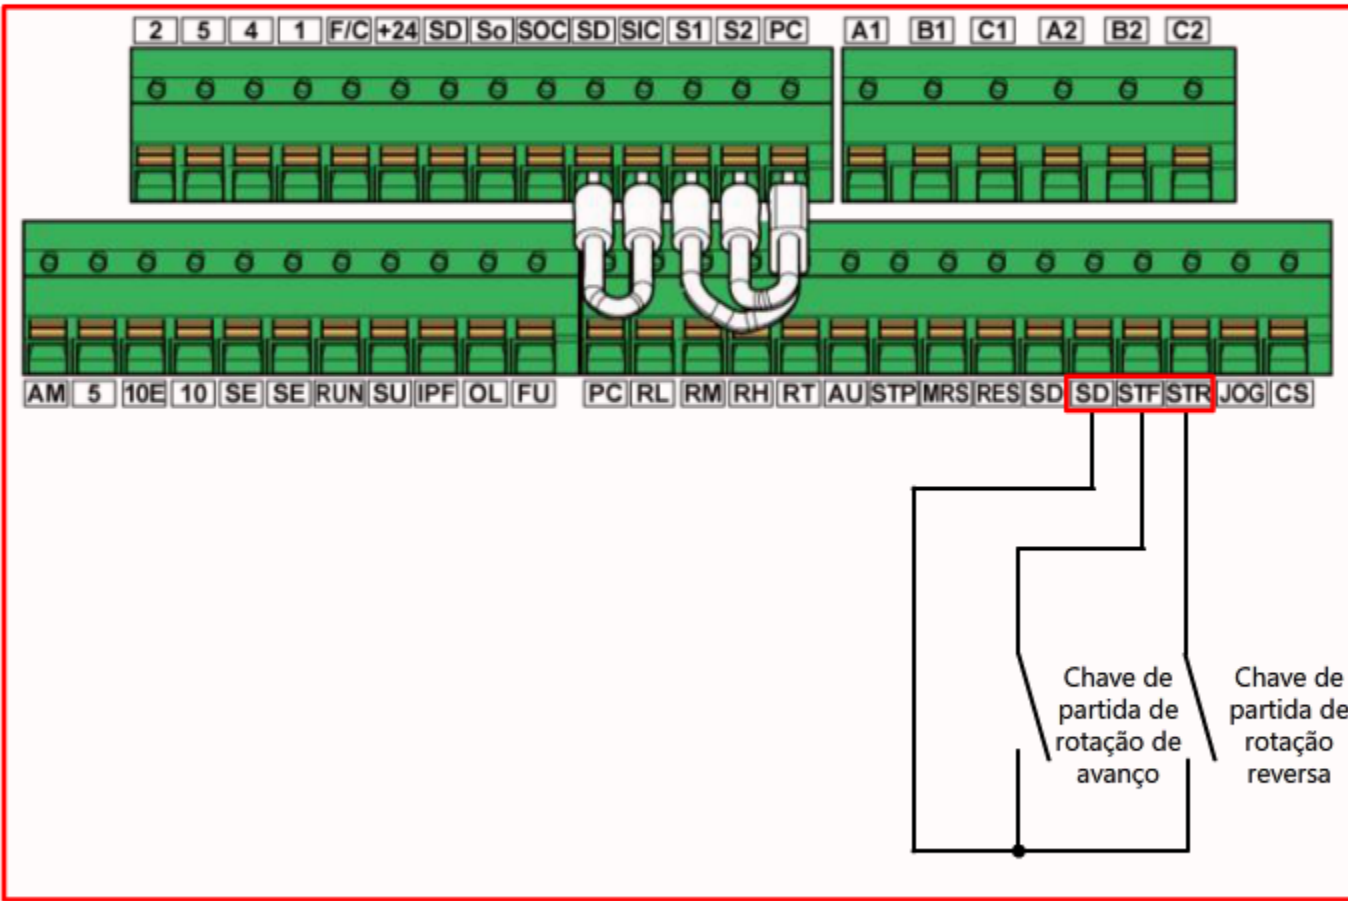 2 5 4 1 F/C +24 SD So SOC SD SIC S1 S2 PC A1 B1 C1 A2 B2 C2
AM 5 10E 10 SE SE RUN SU IPF OL FU PC RL RM RH RT AU STP MRS RES SD SD STF STR JOG CS
Chave de
partida de
rotação de
avanço
Chave de
partida de
rotação
reversa